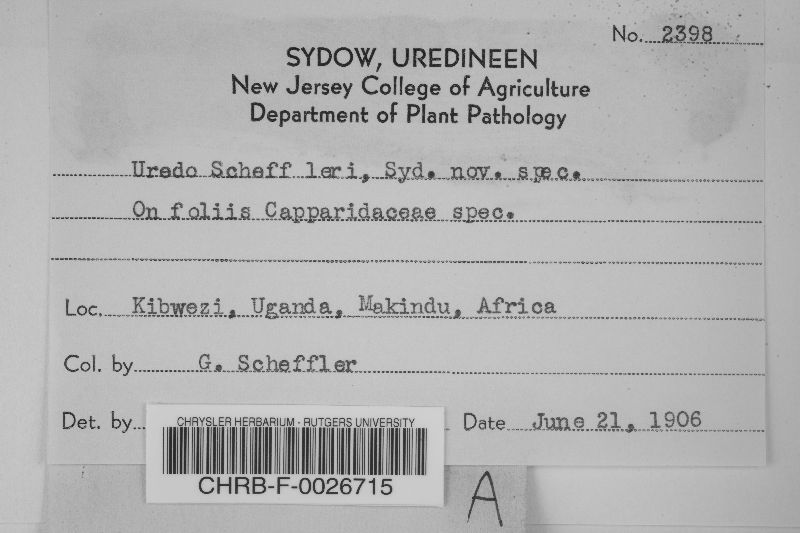 No. 2398
SYDOW, UREDINEEN
New Jersey College of Agriculture
Department of Plant Pathology
Uredo Scheff leri, Syd. nov. spec.
On foliis Capparidaceae spec.
Loc. Kibwezi, Uganda, Makindu, Africa
Col. by G. Scheffler
Det. by Date June 21, 1906
CHRYSLER HERBARIUM - RUTGERS UNIVERSITY
CHRB-F-0026715
A